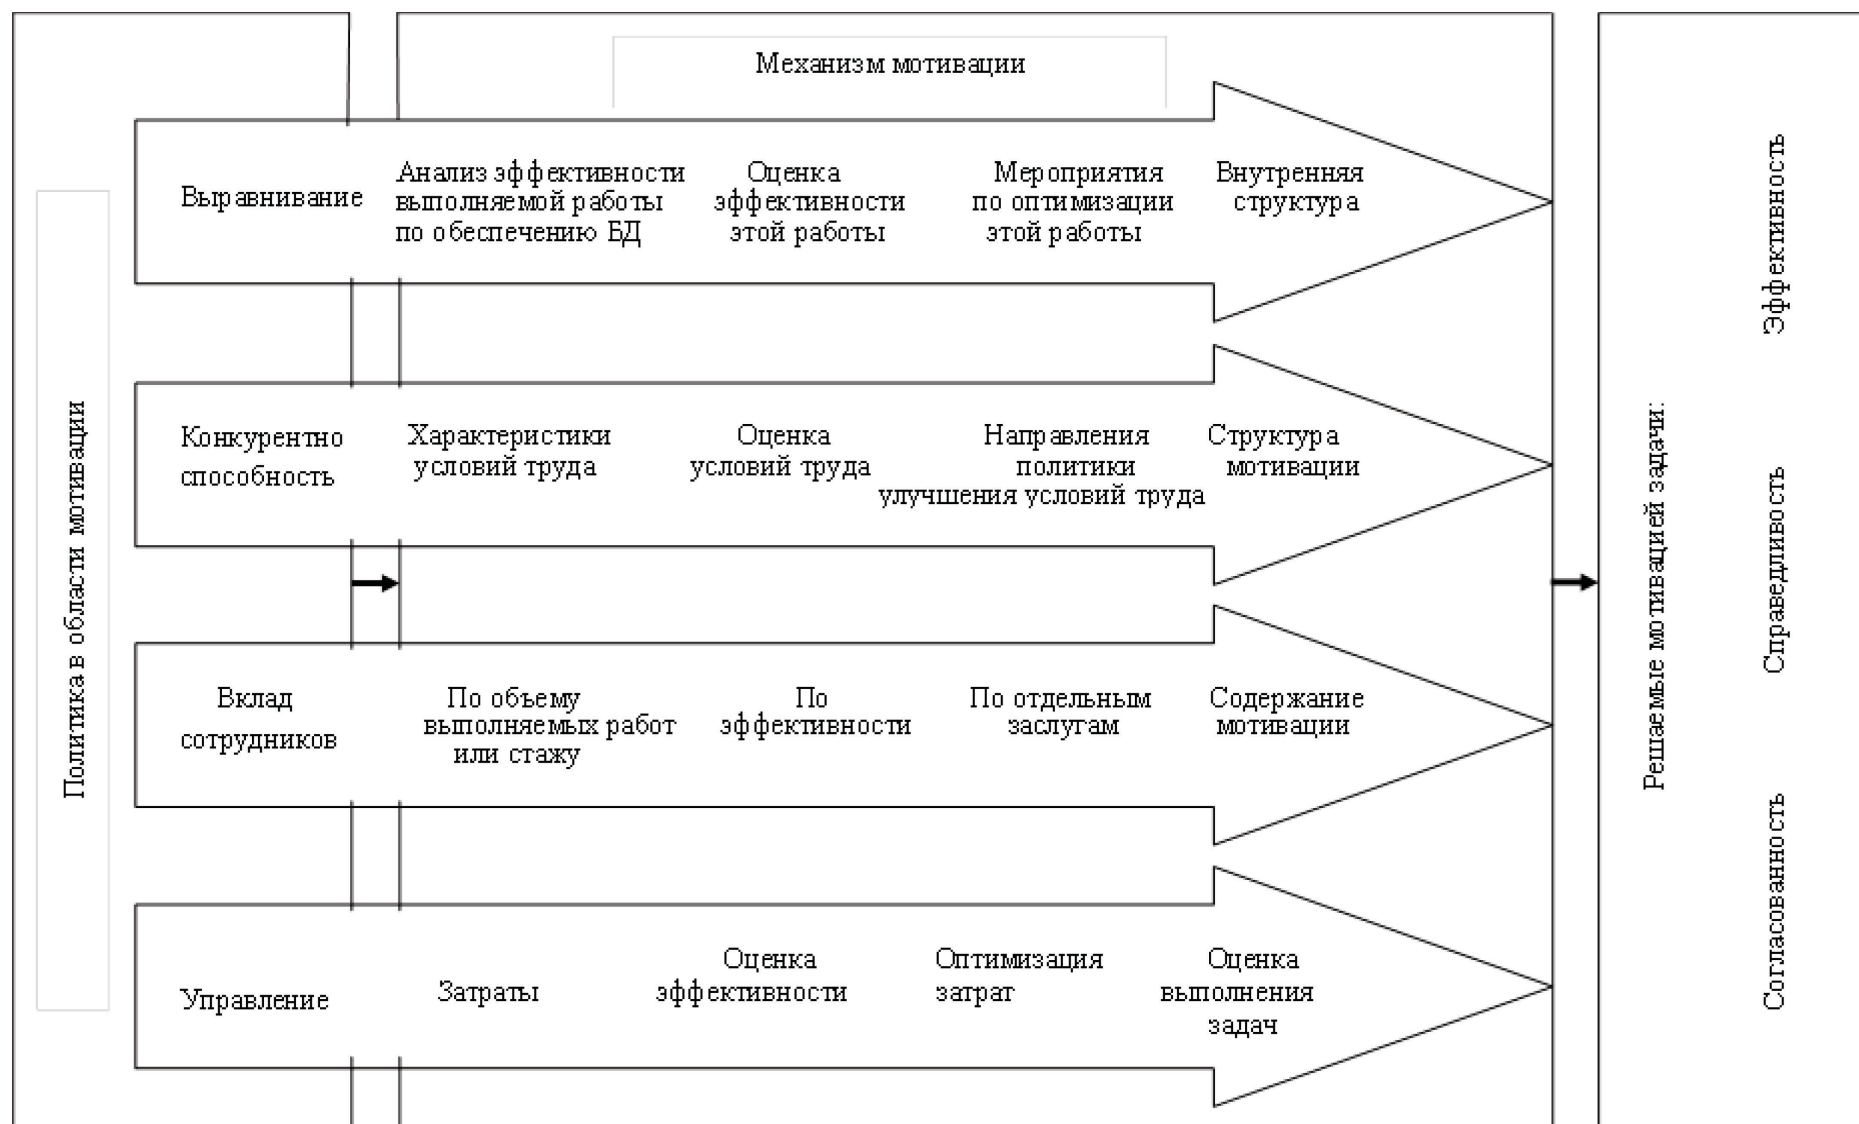 Механизм мотивации
Политика в области мотивации
Выравнивание
Анализ эффективности
выполняемой работы
по обеспечению БД
Оценка
эффективности
этой работы
Мероприятия
по оптимизации
этой работы
Внутренняя
структура
Конкурентно
способность
Характеристики
условий труда
Оценка
условий труда
Направления
политики
улучшения условий труда
Структура
мотивации
Вклад
сотрудников
По объему
выполняемых работ
или стажу
По
эффективности
По отдельным
заслугам
Содержание
мотивации
Управление
Затраты
Оценка
эффективности
Оптимизация
затрат
Оценка
выполнения
задач
Решаемые мотивацией задачи:
Эффективность
Справедливость
Согласованность